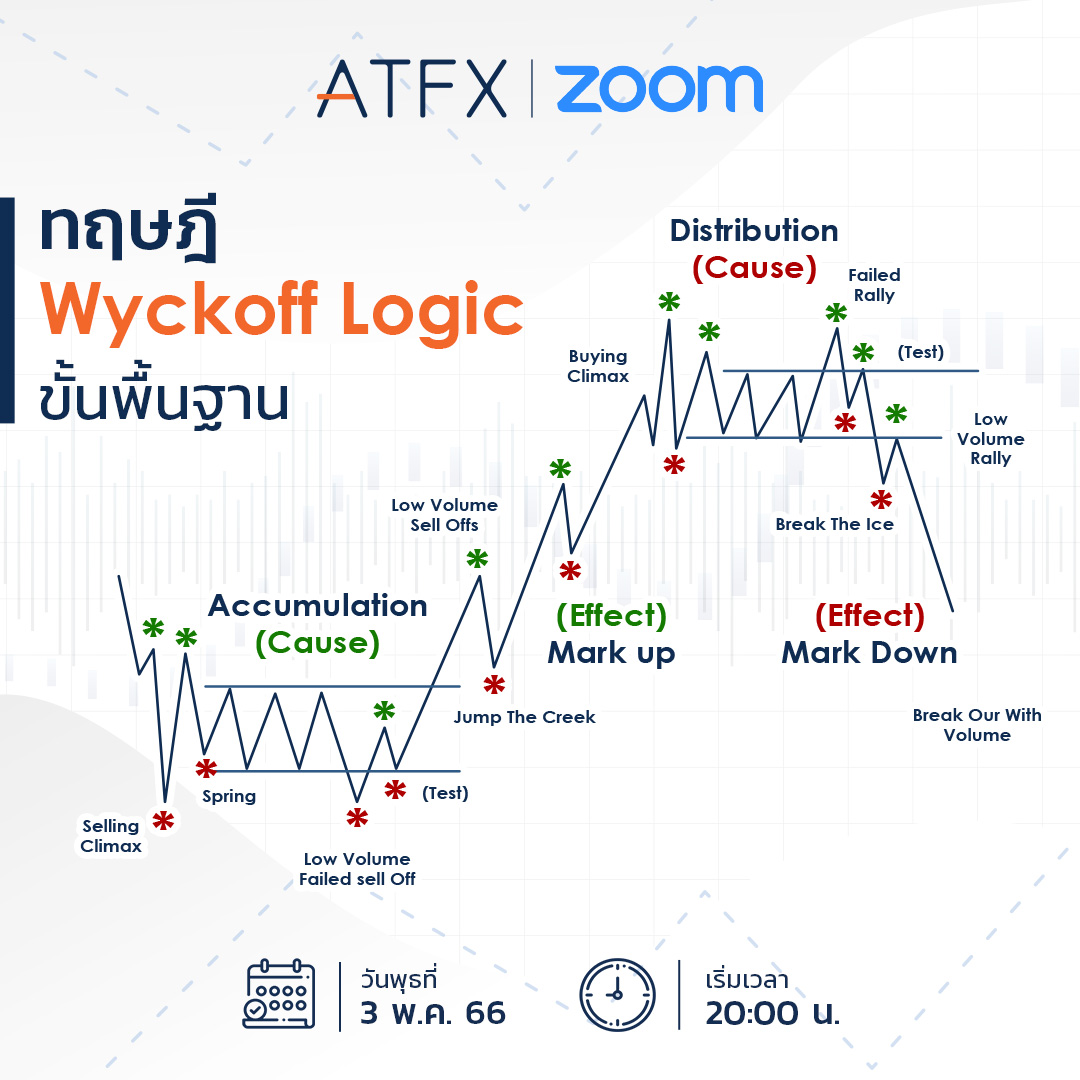 ATFX | zoom
ทฤษฎี
Wyckoff Logic
ขั้นพื้นฐาน
Distribution
(Cause)
Failed
Rally
(Test)
Buying
Climax
Low
Volume
Rally
Low Volume
Sell Offs
Break The Ice
Accumulation
(Cause)
(Effect)
Mark up
(Effect)
Mark Down
Jump The Creek
Break Our With
Volume
Spring
(Test)
Selling
Climax
Low Volume
Failed sell Off
วันพุธที่
3 พ.ค. 66
เริ่มเวลา
20:00 น.